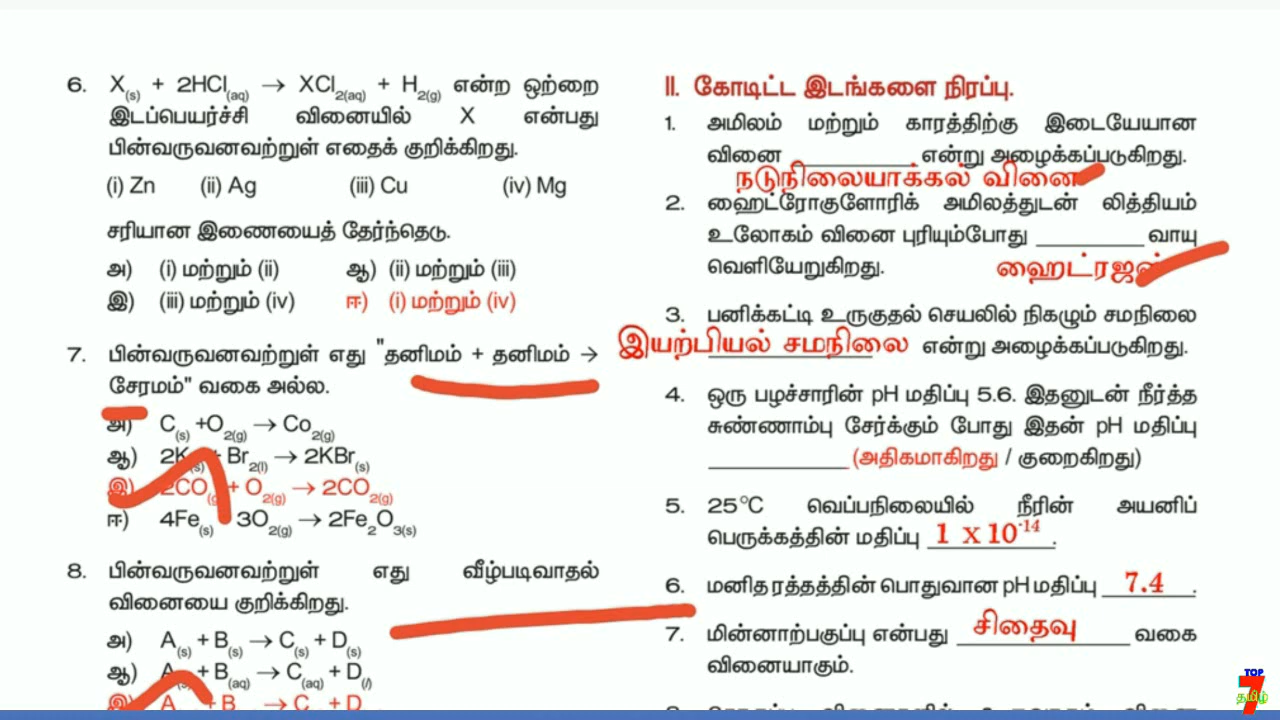 6. X(s) + 2HCl(aq) → XCl2(aq) + H2(g) என்ற ஒற்றை
இடப்பெயர்ச்சி வினையில் X என்பது
பின்வருவனவற்றுள் எதைக் குறிக்கிறது.
(i) Zn (ii) Ag (iii) Cu (iv) Mg
சரியான இணையைத் தேர்ந்தெடு.
அ) (i) மற்றும் (ii) ஆ) (ii) மற்றும் (iii)
இ) (iii) மற்றும் (iv) ஈ) (i) மற்றும் (iv)
7. பின்வருவனவற்றுள் எது "தனிமம் + தனிமம் →
சேரமம்" வகை அல்ல.
அ) C(s) +O2(g) → Co2(g)
ஆ) 2K(s) + Br2(l) → 2KBr(s)
இ) 2CO(g) + O2(g) → 2CO2(g)
ஈ) 4Fe(s) 3O2(g) → 2Fe2O3(s)
8. பின்வருவனவற்றுள் எது வீழ்படிவாதல்
வினையை குறிக்கிறது.
அ) A(s) + B(s) → C(s) + D(s)
ஆ) A(s) + B(aq) → C(aq) + D(l)
இ) A + B → C + D
II. கோடிட்ட இடங்களை நிரப்பு.
1. அமிலம் மற்றும் காரத்திற்கு இடையேயான
வினை ____________ என்று அழைக்கப்படுகிறது.
நடுநிலையாக்கல் வினை
2. ஹைட்ரோகுளோரிக் அமிலத்துடன் லித்தியம்
உலோகம் வினை புரியும்போது __________ வாயு
வெளியேறுகிறது. ஹைட்ரஜன்
3. பனிக்கட்டி உருகுதல் செயலில் நிகழும் சமநிலை
இயற்பியல் சமநிலை என்று அழைக்கப்படுகிறது.
4. ஒரு பழச்சாரின் pH மதிப்பு 5.6. இதனுடன் நீர்த்த
சுண்ணாம்பு சேர்க்கும் போது இதன் pH மதிப்பு
_____________ (அதிகமாகிறது / குறைகிறது)
5. 25°C வெப்பநிலையில் நீரின் அயனிப்
பெருக்கத்தின் மதிப்பு 1 x 10-14 .
6. மனித ரத்தத்தின் பொதுவான pH மதிப்பு 7.4 .
7. மின்னாற்பகுப்பு என்பது சிதைவு வகை
வினையாகும்.
TOP
7
தமிழ்